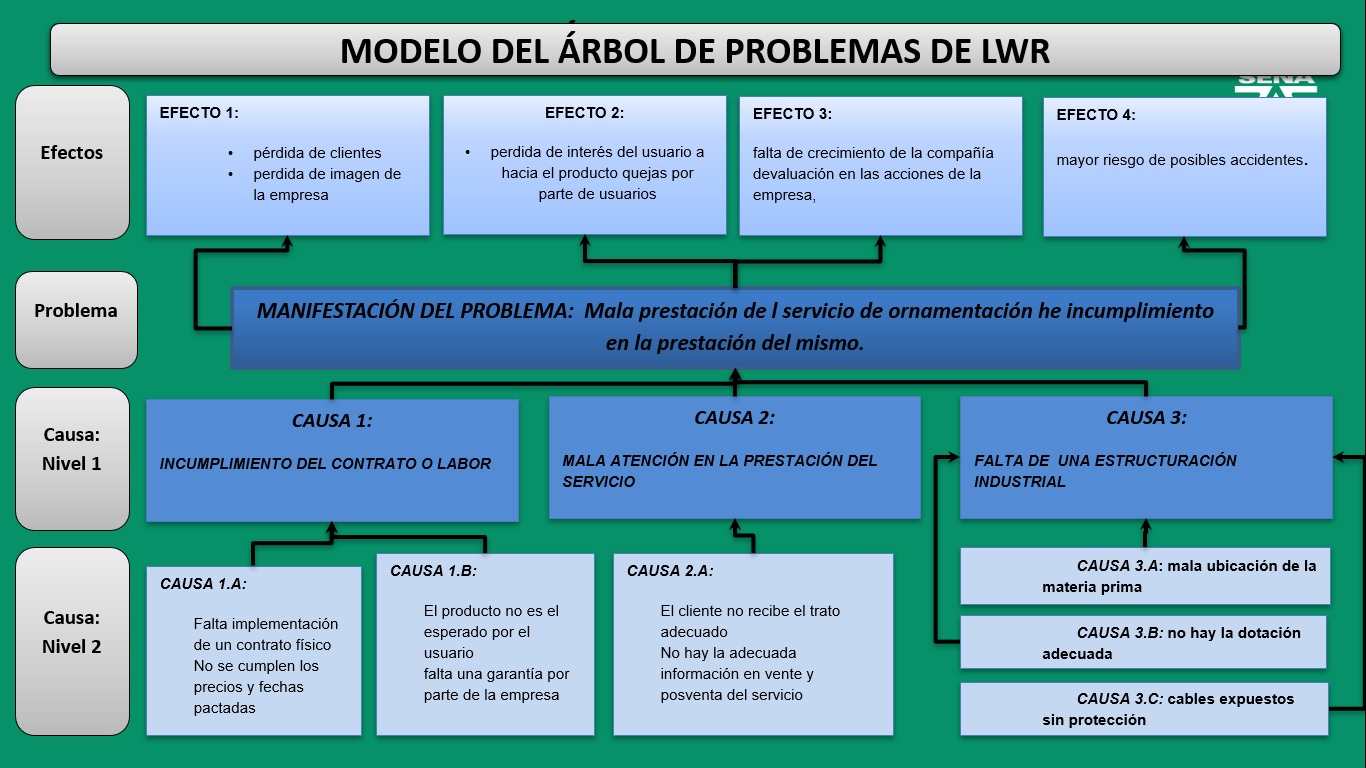 MODELO DEL ÁRBOL DE PROBLEMAS DE LWR
SENA
Efectos
EFECTO 1:
• pérdida de clientes
• perdida de imagen de
la empresa
EFECTO 2:
• perdida de interés del usuario a
hacia el producto quejas por
parte de usuarios
EFECTO 3:
falta de crecimiento de la compañía
devaluación en las acciones de la
empresa,
EFECTO 4:
mayor riesgo de posibles accidentes.
Problema
MANIFESTACIÓN DEL PROBLEMA: Mala prestación de l servicio de ornamentación he incumplimiento
en la prestación del mismo.
Causa:
Nivel 1
CAUSA 1:
INCUMPLIMIENTO DEL CONTRATO O LABOR
CAUSA 2:
MALA ATENCIÓN EN LA PRESTACIÓN DEL
SERVICIO
CAUSA 3:
FALTA DE UNA ESTRUCTURACIÓN
INDUSTRIAL
Causa:
Nivel 2
CAUSA 1.A:
Falta implementación
de un contrato físico
No se cumplen los
precios y fechas
pactadas
CAUSA 1.B:
El producto no es el
esperado por el
usuario
falta una garantía por
parte de la empresa
CAUSA 2.A:
El cliente no recibe el trato
adecuado
No hay la adecuada
información en vente y
posventa del servicio
CAUSA 3.A: mala ubicación de la
materia prima
CAUSA 3.B: no hay la dotación
adecuada
CAUSA 3.C: cables expuestos
sin protección